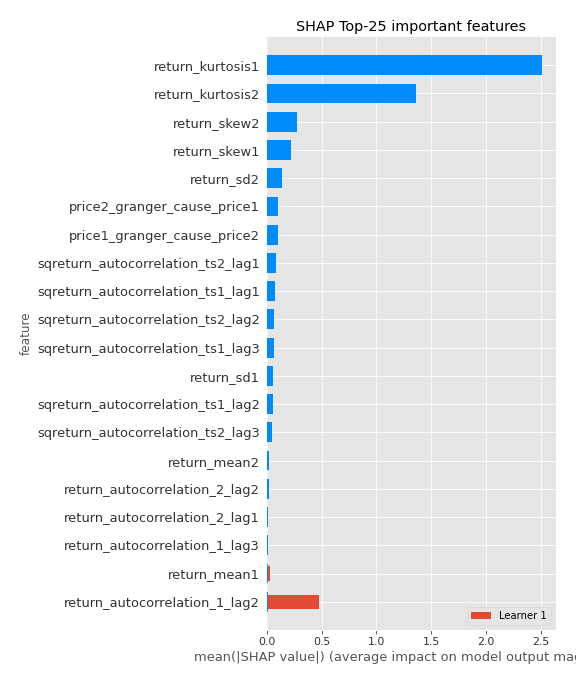 SHAP Top-25 important features
return_kurtosis1
return_kurtosis2
return_skew2
return_skew1
return_sd2
price2_granger_cause_price1
price1_granger_cause_price2
sqreturn_autocorrelation_ts2_lag1
sqreturn_autocorrelation_ts1_lag1
sqreturn_autocorrelation_ts2_lag2
sqreturn_autocorrelation_ts1_lag3
return_sd1
sqreturn_autocorrelation_ts1_lag2
sqreturn_autocorrelation_ts2_lag3
return_mean2
return_autocorrelation_2_lag2
return_autocorrelation_2_lag1
return_autocorrelation_1_lag3
return_mean1
return_autocorrelation_1_lag2
feature
Learner 1
0.0 0.5 1.0 1.5 2.0 2.5
mean(|SHAP value|) (average impact on model output mag